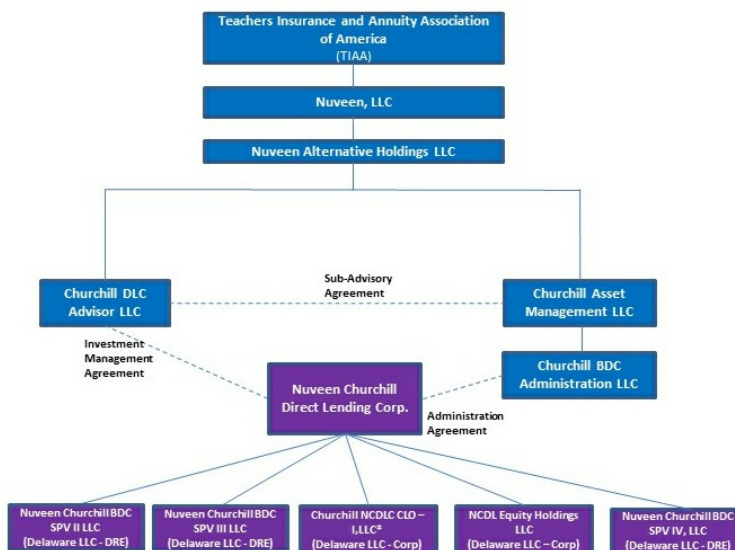 Teachers Insurance and Annuity Association
of America
(TIAA)
Nuveen, LLC
Nuveen Alternative Holdings LLC
Churchill DLC
Advisor LLC
Sub-Advisory
Agreement
Churchill Asset
Management LLC
Investment
Management
Agreement
Churchill BDC
Administration LLC
Nuveen Churchill
Direct Lending Corp.
Administration
Agreement
Nuveen Churchill BDC
SPV II LLC
(Delaware LLC - DRE)
Nuveen Churchill BDC
SPV III LLC
(Delaware LLC - DRE)
Churchill NCDLC CLO –
I,LLC*
(Delaware LLC - Corp)
NCDL Equity Holdings
LLC
(Delaware LLC – Corp)
Nuveen Churchill BDC
SPV IV, LLC
(Delaware LLC - DRE)